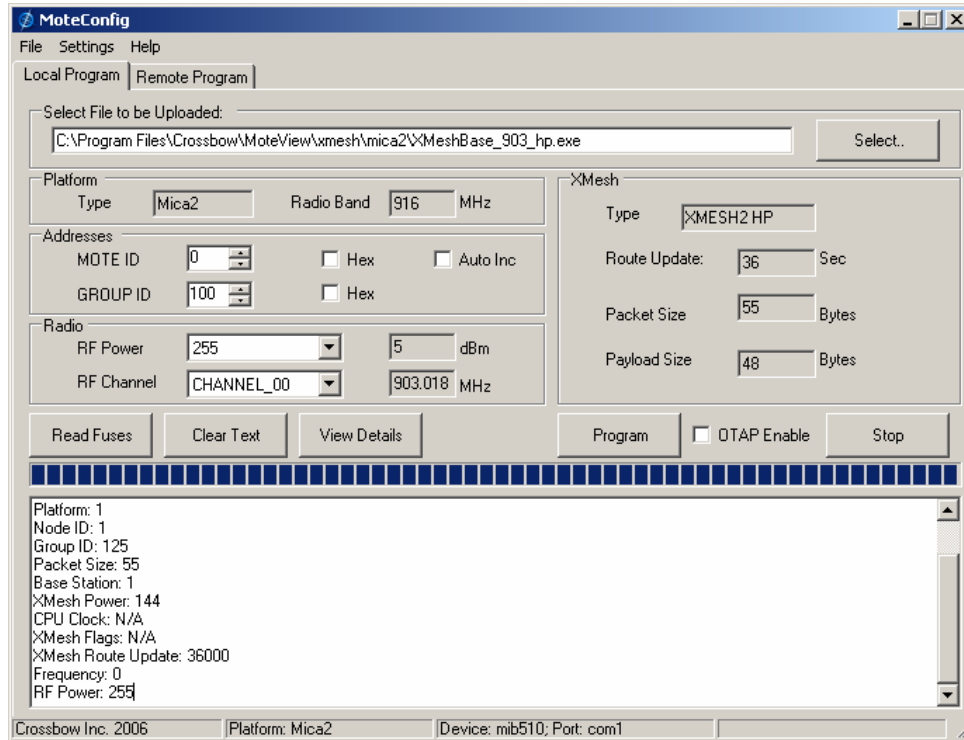 MoteConfig
File Settings Help
Local Program Remote Program
Select File to be Uploaded:
C:\Program Files\Crossbow\MoteView\xmesh\mica2\XMeshBase_903_hp.exe Select..
Platform
Type Mica2 Radio Band 916 MHz
Addresses
MOTE ID 0 Hex Auto Inc
GROUP ID 100 Hex
Radio
RF Power 255 5 dBm
RF Channel CHANNEL_00 903.018 MHz
XMesh
Type XMESH2 HP
Route Update: 36 Sec
Packet Size 55 Bytes
Payload Size 48 Bytes
Read Fuses Clear Text View Details Program OTAP Enable Stop
Platform: 1
Node ID: 1
Group ID: 125
Packet Size: 55
Base Station: 1
XMesh Power: 144
CPU Clock: N/A
XMesh Flags: N/A
XMesh Route Update: 36000
Frequency: 0
RF Power: 255
Crossbow Inc. 2006 Platform: Mica2 Device: mib510; Port: com1